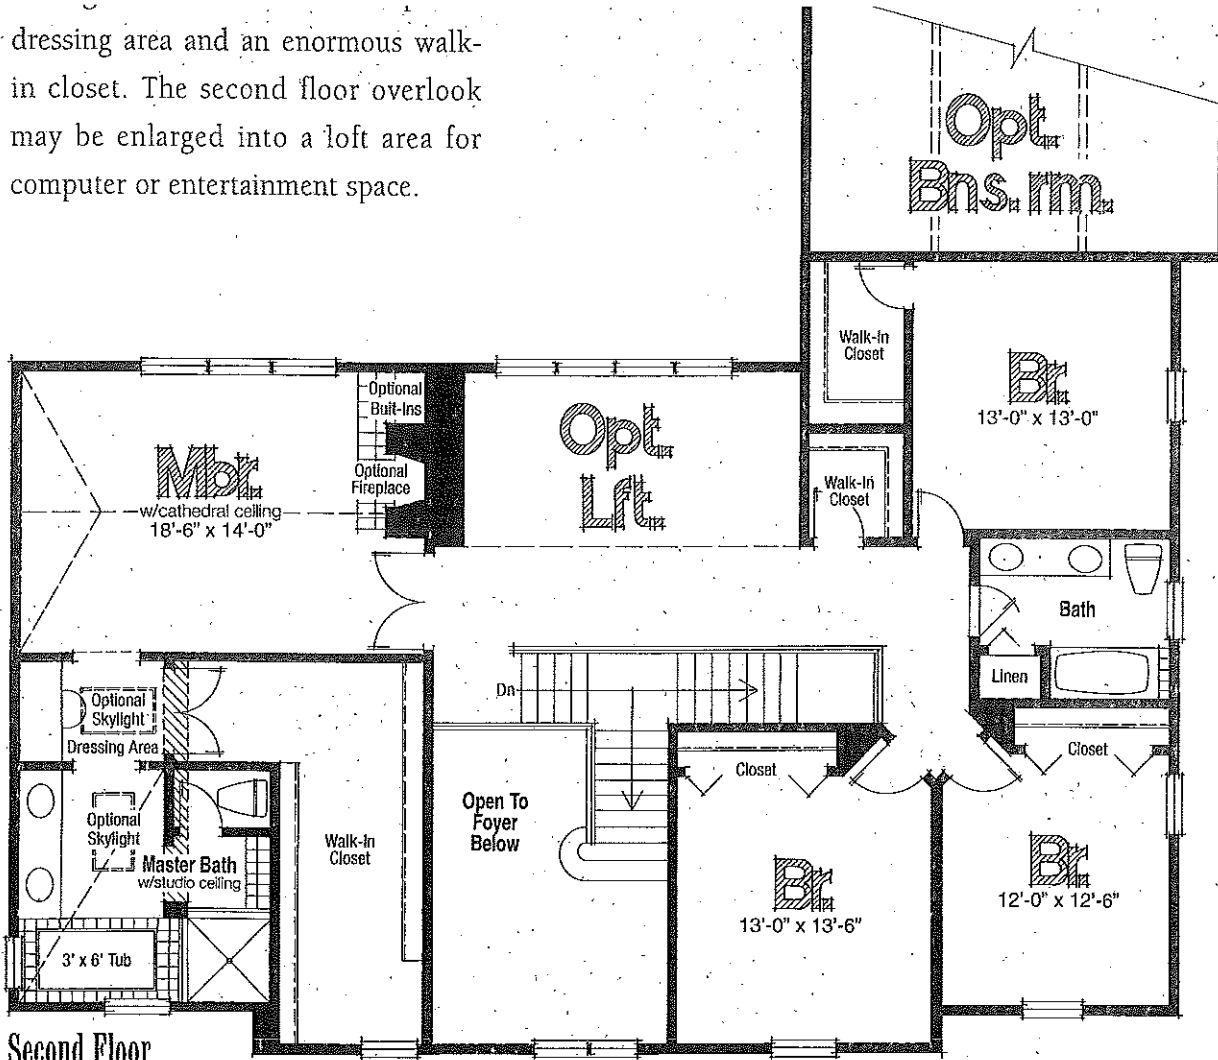 dressing area and an enormous walk-
in closet. The second floor overlook
may be enlarged into a loft area for
computer or entertainment space.
Opt.
Bns. rm.
Walk-In
Closet
Br.
13'-0" x 13'-0"
Optional
Buit-Ins
Optional
Fireplace
Mbr.
w/cathedral ceiling
18'-6" x 14'-0"
Opt.
Lft.
Walk-In
Closet
Bath
Linen
Dn
Optional
Skylight
Dressing Area
Closet
Closet
Optional
Skylight
Master Bath
w/studio ceiling
Walk-In
Closet
Open To
Foyer
Below
Br.
13'-0" x 13'-6"
Br.
12'-0" x 12'-6"
3' x 6' Tub
Second Floor